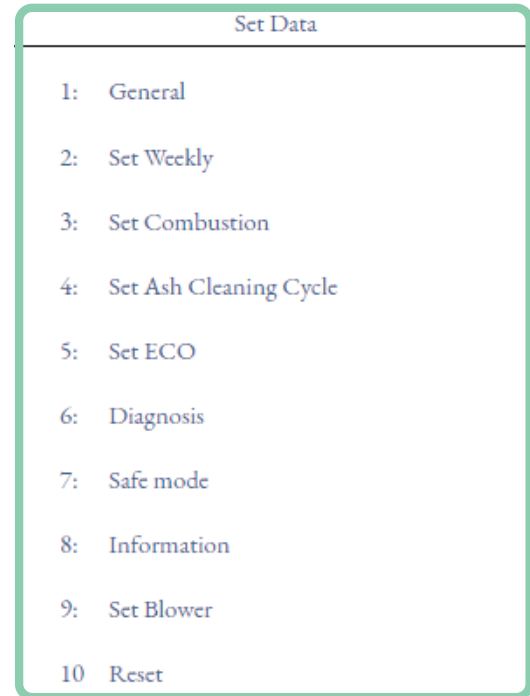 Set Data
1: General
2: Set Weekly
3: Set Combustion
4: Set Ash Cleaning Cycle
5: Set ECO
6: Diagnosis
7: Safe mode
8: Information
9: Set Blower
10 Reset